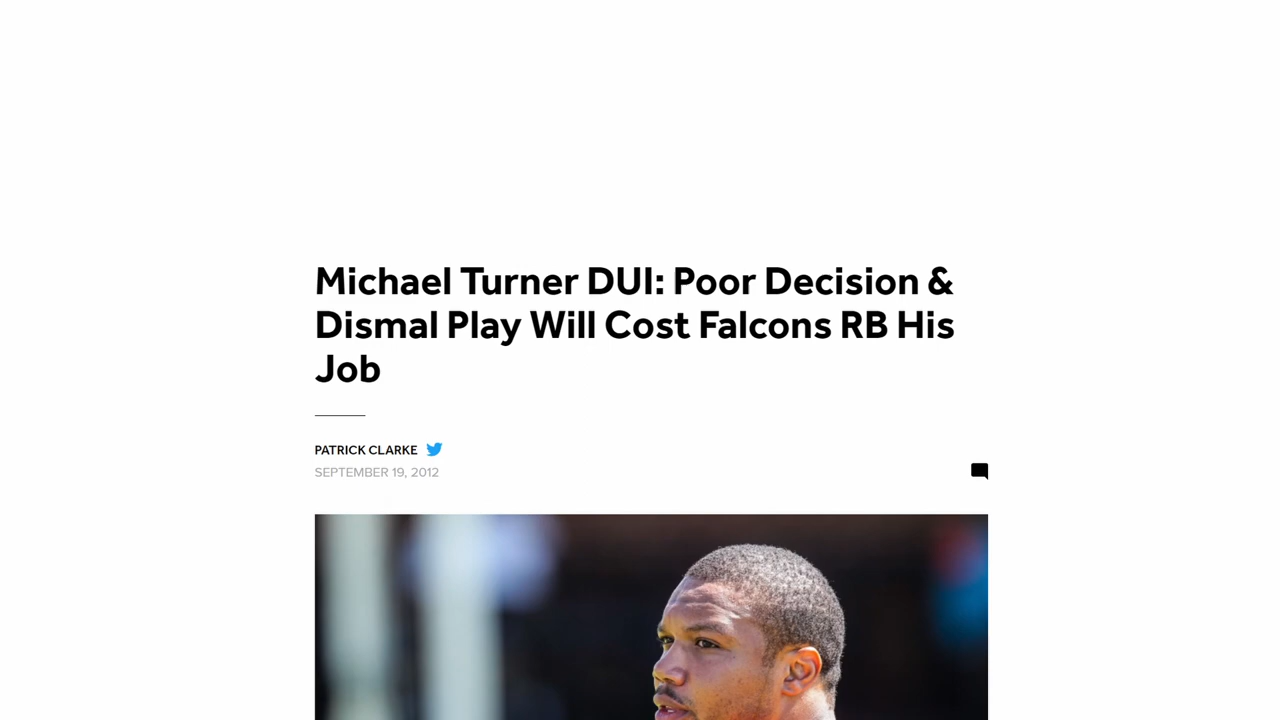 Michael Turner DUI: Poor Decision &
Dismal Play Will Cost Falcons RB His
Job
PATRICK CLARKE
SEPTEMBER 19, 2012